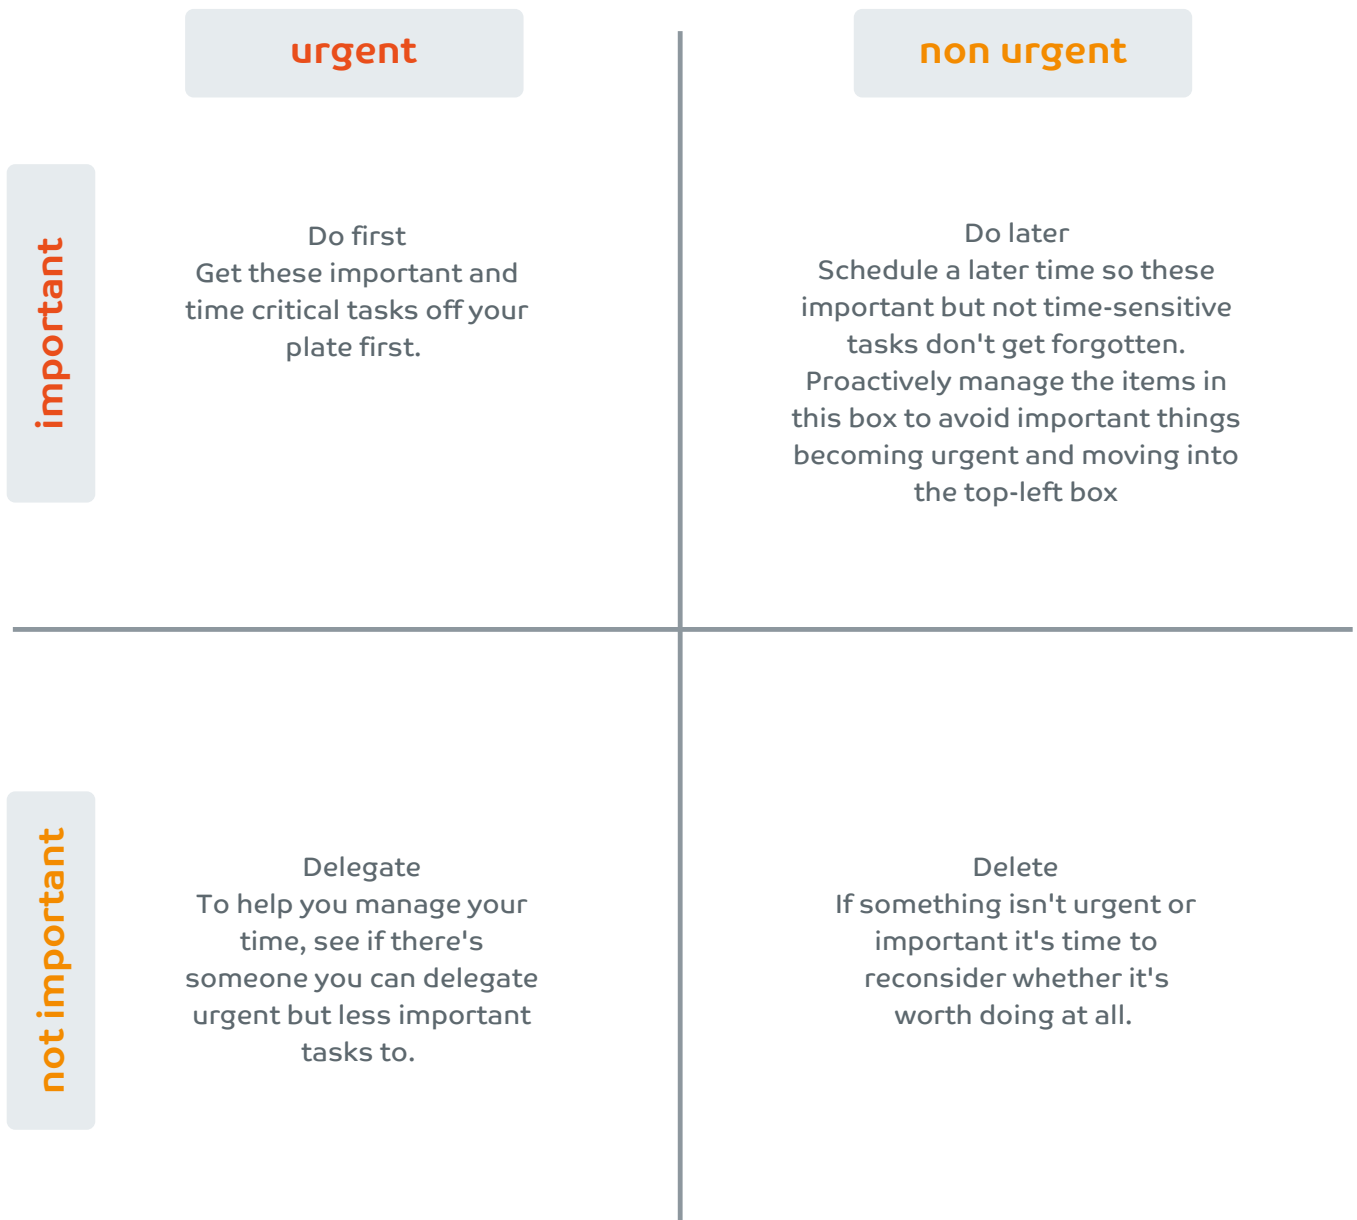 urgent
non urgent
important
Do first
Get these important and
time critical tasks off your
plate first.
Do later
Schedule a later time so these
important but not time-sensitive
tasks don't get forgotten.
Proactively manage the items in
this box to avoid important things
becoming urgent and moving into
the top-left box
not important
Delegate
To help you manage your
time, see if there's
someone you can delegate
urgent but less important
tasks to.
Delete
If something isn't urgent or
important it's time to
reconsider whether it's
worth doing at all.